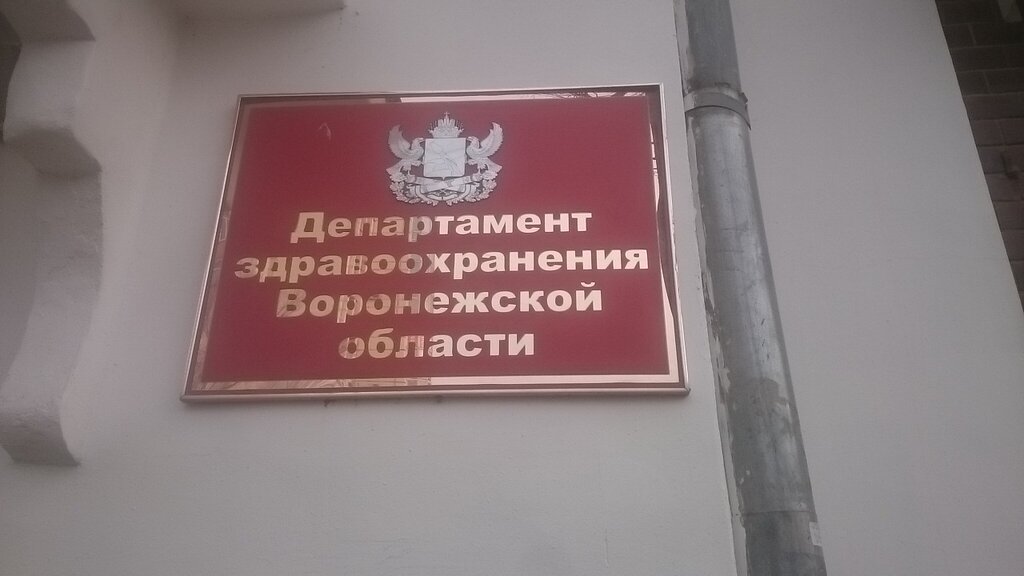 Департамент
здравоохранения
Воронежской
области